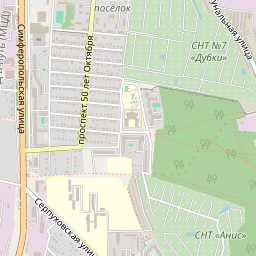 посёлок
СНТ №7
«Дубки»
Симферопольская улица
проспект 50 лет Октября
Серпуховская ули
СНТ «Анис»